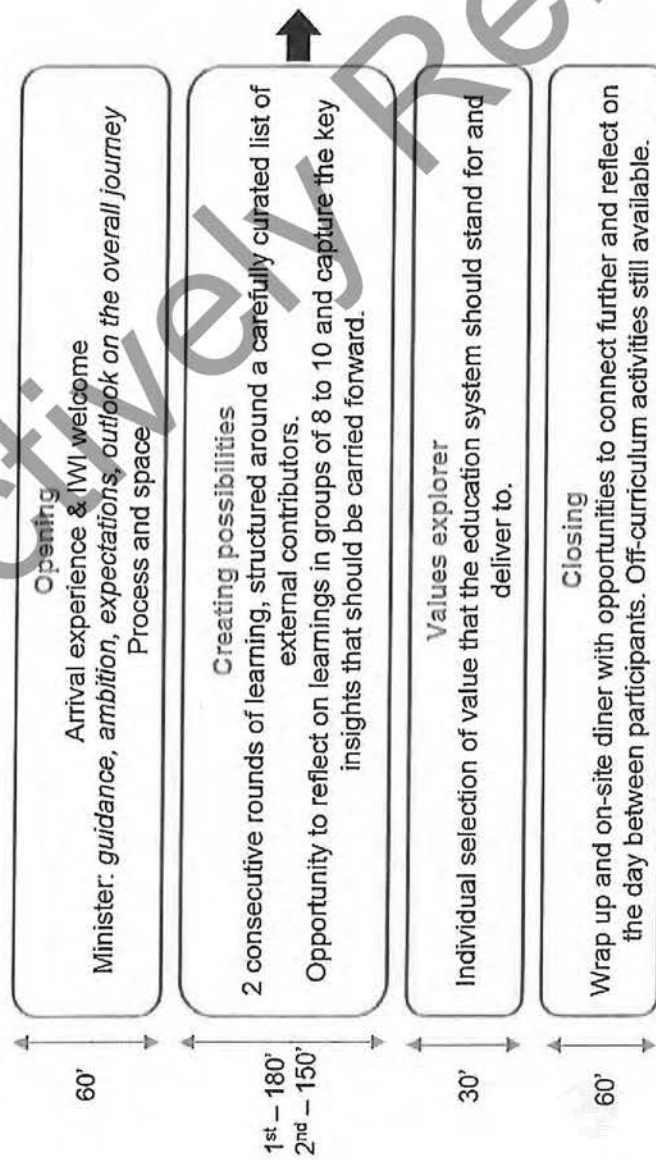 60'
Opening
Arrival experience & IWI welcome
Minister: guidance, ambition, expectations, outlook on the overall journey
Process and space
1st – 180'
2nd – 150'
Creating possibilities
2 consecutive rounds of learning, structured around a carefully curated list of
external contributors.
Opportunity to reflect on learnings in groups of 8 to 10 and capture the key
insights that should be carried forward.
30'
Values explorer
Individual selection of value that the education system should stand for and
deliver to.
60'
Closing
Wrap up and on-site diner with opportunities to connect further and reflect on
the day between participants. Off-curriculum activities still available.
ctively Re